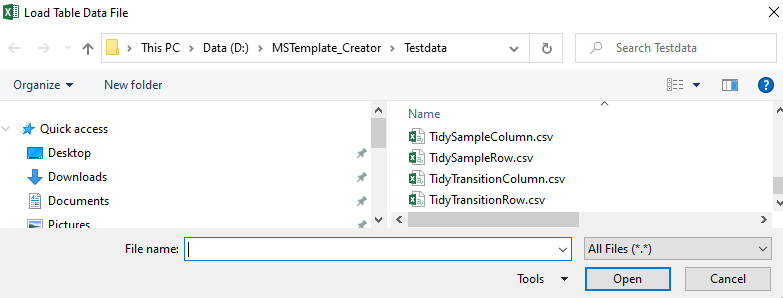 Load Table Data File
This PC > Data (D:) > MSTemplate_Creator > Testdata
Search Testdata
Organize
New folder
Quick access
Desktop
Downloads
Documents
Pictures
Name
TidySampleColumn.csv
TidySampleRow.csv
TidyTransitionColumn.csv
TidyTransitionRow.csv
File name:
All Files (*.*)
Tools
Open
Cancel